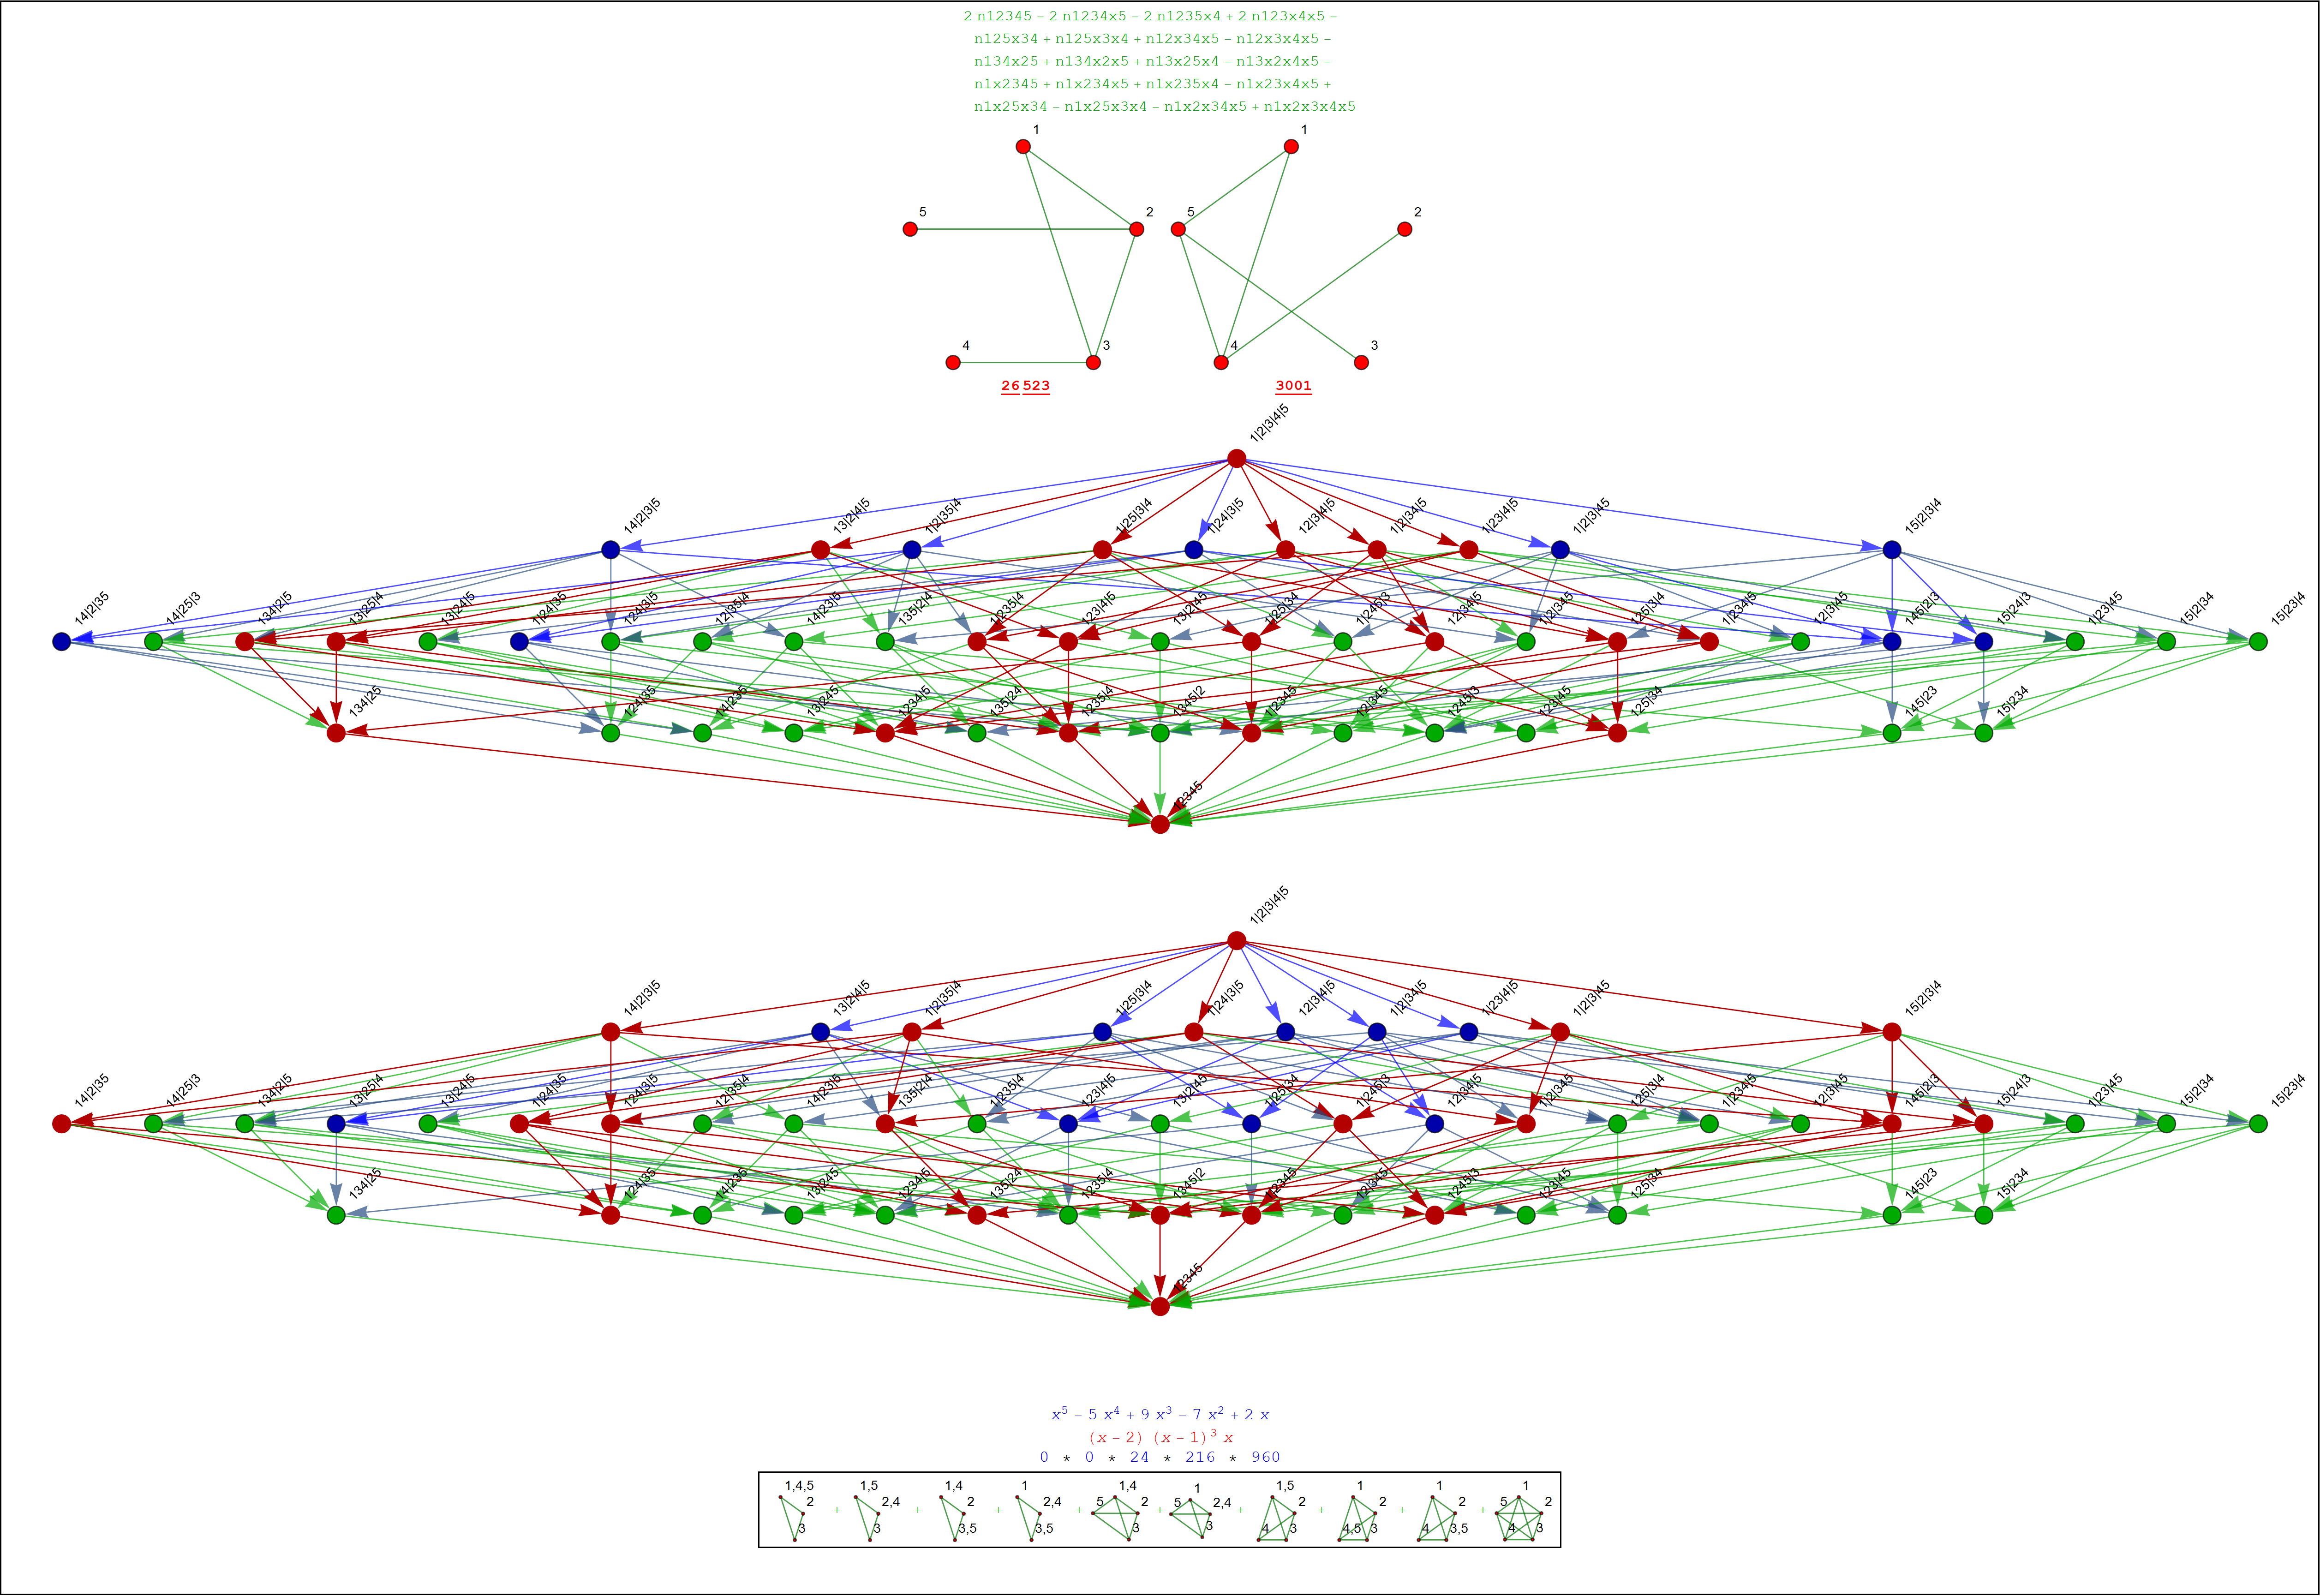 2 n12345 – 2 n1234x5 – 2 n1235x4 + 2 n123x4x5 –
n125x34 + n125x3x4 + n12x34x5 – n12x3x4x5 –
n134x25 + n134x2x5 + n13x25x4 – n13x2x4x5 –
n1x2345 + n1x234x5 + n1x235x4 – n1x23x4x5 +
n1x25x34 – n1x25x3x4 – n1x2x34x5 + n1x2x3x4x5
1 1
5 2 5 2
4 3 4 3
26 523 3001
1|2|3|4|5
14|2|3|5 13|2|4|5 1|2|35|4 1|25|3|4 1|24|3|5 12|3|4|5 1|2|34|5 1|23|4|5 1|2|3|45 15|2|3|4
14|2|35 14|25|3 134|2|5 13|25|4 13|24|5 1|24|35 124|3|5 12|35|4 14|23|5 135|2|4 1|235|4 123|4|5 13|2|45 1|25|34 1|245|3 12|34|5 1|2|345 125|3|4 1|234|5 12|3|45 145|2|3 15|24|3 1|23|45 15|2|34 15|23|4
134|25 124|35 14|235 13|245 1234|5 135|24 1235|4 1345|2 1|2345 12|345 1245|3 123|45 125|34 145|23 15|234
12345
1|2|3|4|5
14|2|3|5 13|2|4|5 1|2|35|4 1|25|3|4 1|24|3|5 12|3|4|5 1|2|34|5 1|23|4|5 1|2|3|45 15|2|3|4
14|2|35 14|25|3 134|2|5 13|25|4 13|24|5 1|24|35 124|3|5 12|35|4 14|23|5 135|2|4 1|235|4 123|4|5 13|2|45 1|25|34 1|245|3 12|34|5 1|2|345 125|3|4 1|234|5 12|3|45 145|2|3 15|24|3 1|23|45 15|2|34 15|23|4
134|25 124|35 14|235 13|245 1234|5 135|24 1235|4 1345|2 1|2345 12|345 1245|3 123|45 125|34 145|23 15|234
12345
x⁵ – 5 x⁴ + 9 x³ – 7 x² + 2 x
(x – 2) (x – 1)³ x
0 * 0 * 24 * 216 * 960
1,4,5 1,5 1,4 1 1,4 1 1,5 1 1 1
2 2,4 2 2,4 5 2 5 2,4 2 2 2 5 2
+ + + + + + + + +
3 3 3,5 3,5 3 3 4 3 4,5 3 4 3,5 4 3